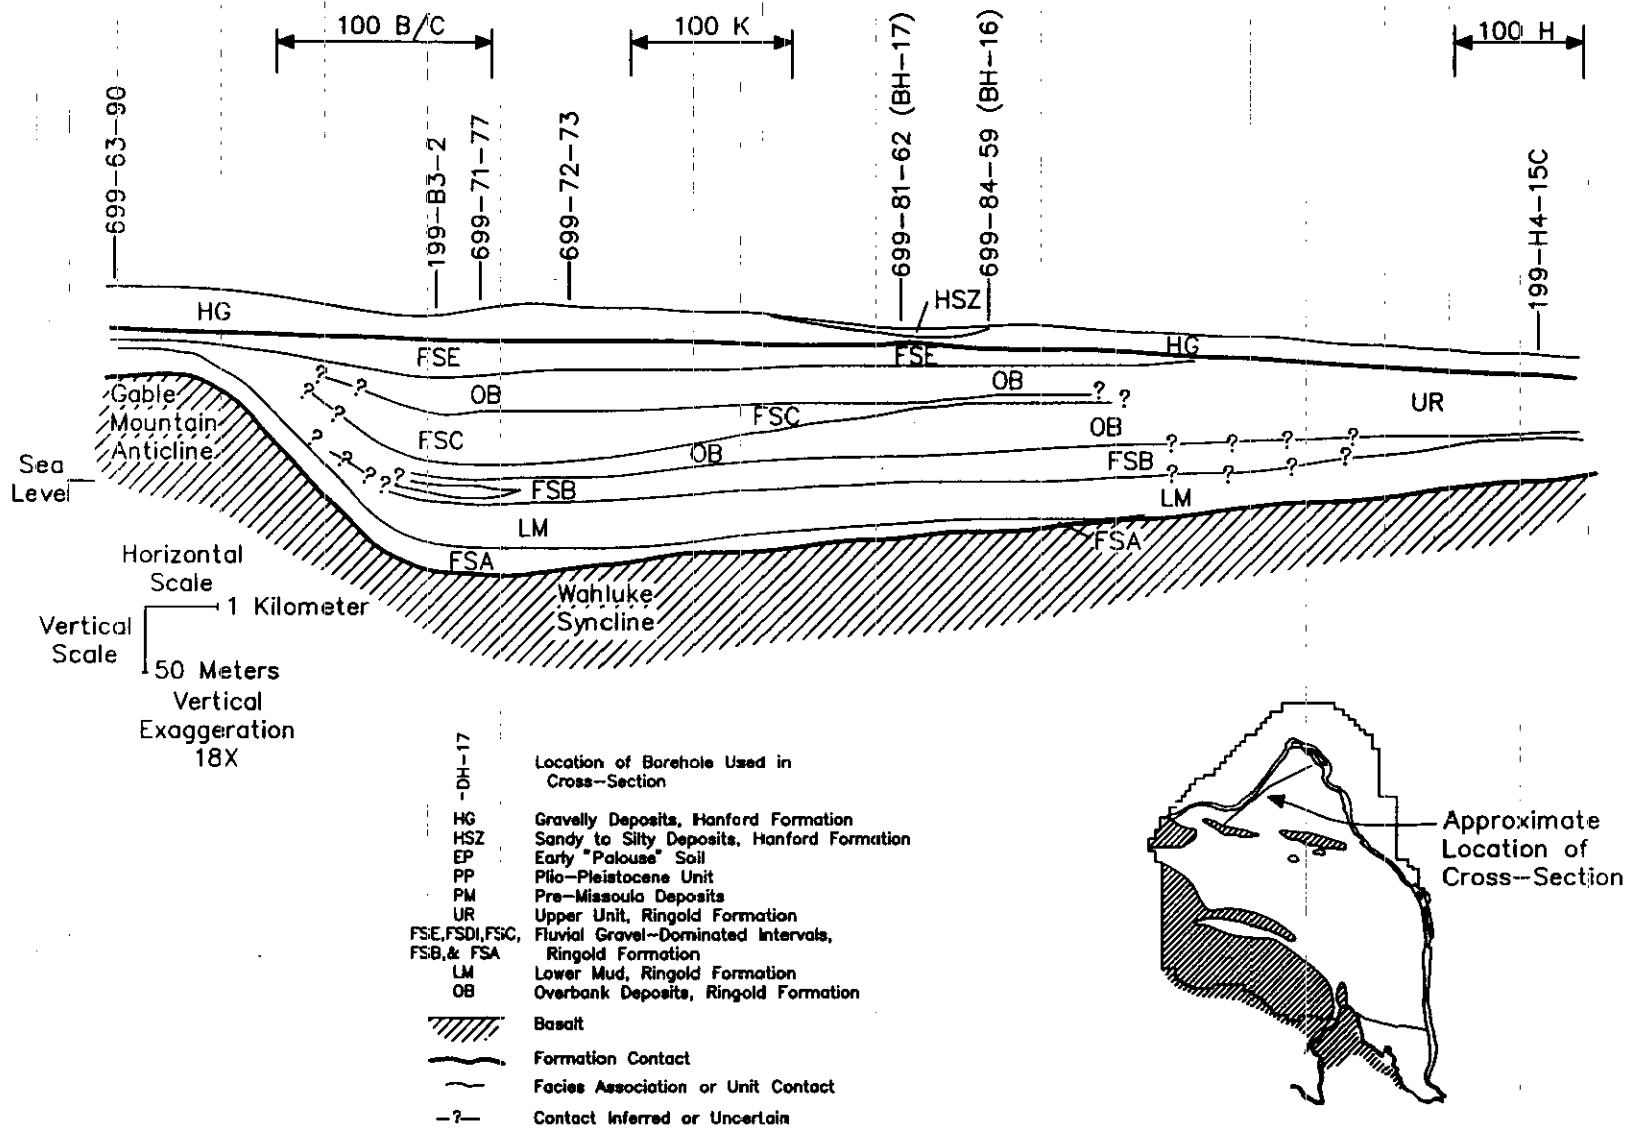 100 B/C
100 K
100 H
699-63-90
199-B3-2
699-71-77
699-72-73
699-81-62 (BH-17)
699-84-59 (BH-16)
199-H4-15C
HG
HSZ
FSE
FSE
HG
OB
OB
UR
FSC
FSC
OB
OB
FSB
FSB
LM
LM
FSA
FSA
? ? ? ? ? ? ? ? ?
? ?
? ? ? ?
? ? ? ?
Gable
Mountain
Anticline
Sea
Level
Wahluke
Syncline
Horizontal
Scale
1 Kilometer
Vertical
Scale
50 Meters
Vertical
Exaggeration
18X
-DH-17
Location of Borehole Used in
Cross-Section
HG Gravelly Deposits, Hanford Formation
HSZ Sandy to Silty Deposits, Hanford Formation
EP Early "Palouse" Soil
PP Plio-Pleistocene Unit
PM Pre-Missoula Deposits
UR Upper Unit, Ringold Formation
FSE,FSDI,FSC, Fluvial Gravel-Dominated Intervals,
FSB,& FSA Ringold Formation
LM Lower Mud, Ringold Formation
OB Overbank Deposits, Ringold Formation
Basalt
Formation Contact
Facies Association or Unit Contact
-?- Contact Inferred or Uncertain
Approximate
Location of
Cross-Section